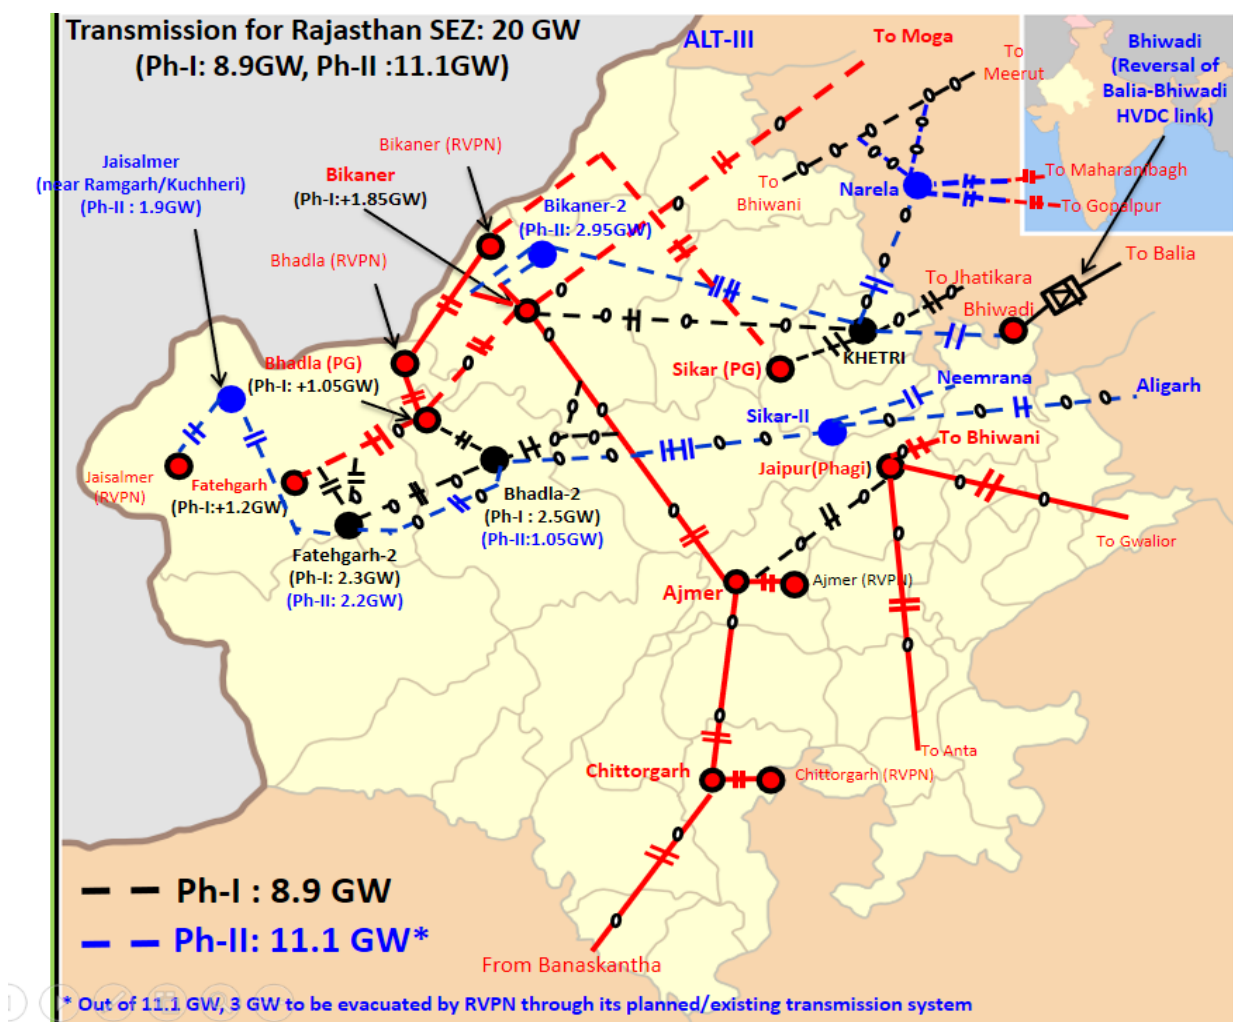 Transmission for Rajasthan SEZ: 20 GW
(Ph-I: 8.9GW, Ph-II :11.1GW)
ALT-III
To Moga
To
Meerut
Bhiwadi
(Reversal of
Balia-Bhiwadi
HVDC link)
Jaisalmer
(near Ramgarh/Kuchheri)
(Ph-II : 1.9GW)
Bikaner (RVPN)
Bikaner
(Ph-I:+1.85GW)
To
Bhiwani
Narela
To Maharanibagh
To Gopalpur
Bikaner-2
(Ph-II: 2.95GW)
Bhadla (RVPN)
To Balia
To Jhatikara
Bhiwadi
KHETRI
Bhadla (PG)
(Ph-I: +1.05GW)
Sikar (PG)
Neemrana
Aligarh
Sikar-II
To Bhiwani
Jaipur(Phagi)
Jaisalmer
(RVPN)
Fatehgarh
(Ph-I:+1.2GW)
Bhadla-2
(Ph-I : 2.5GW)
(Ph-II:1.05GW)
To Gwalior
Fatehgarh-2
(Ph-I: 2.3GW)
(Ph-II: 2.2GW)
Ajmer
Ajmer (RVPN)
To Anta
Chittorgarh
Chittorgarh (RVPN)
Ph-I : 8.9 GW
Ph-II: 11.1 GW*
From Banaskantha
* Out of 11.1 GW, 3 GW to be evacuated by RVPN through its planned/existing transmission system